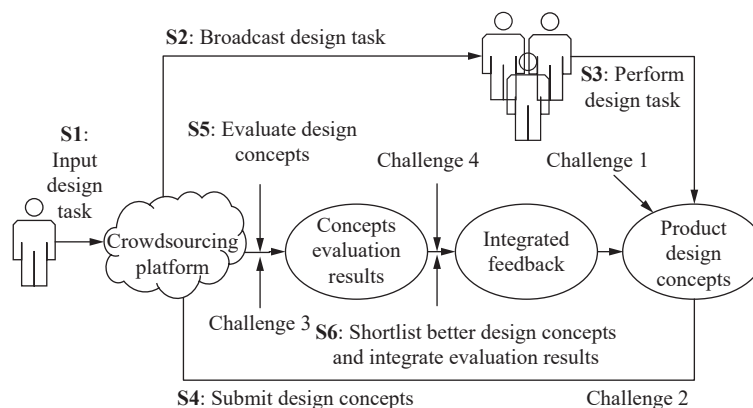 S2: Broadcast design task
S3: Perform
design task
S1:
Input
design
task
S5: Evaluate design
concepts
Challenge 4
Challenge 1
Crowdsourcing
platform
Concepts
evaluation
results
Integrated
feedback
Product
design
concepts
Challenge 3
S6: Shortlist better design concepts
and integrate evaluation results
S4: Submit design concepts
Challenge 2